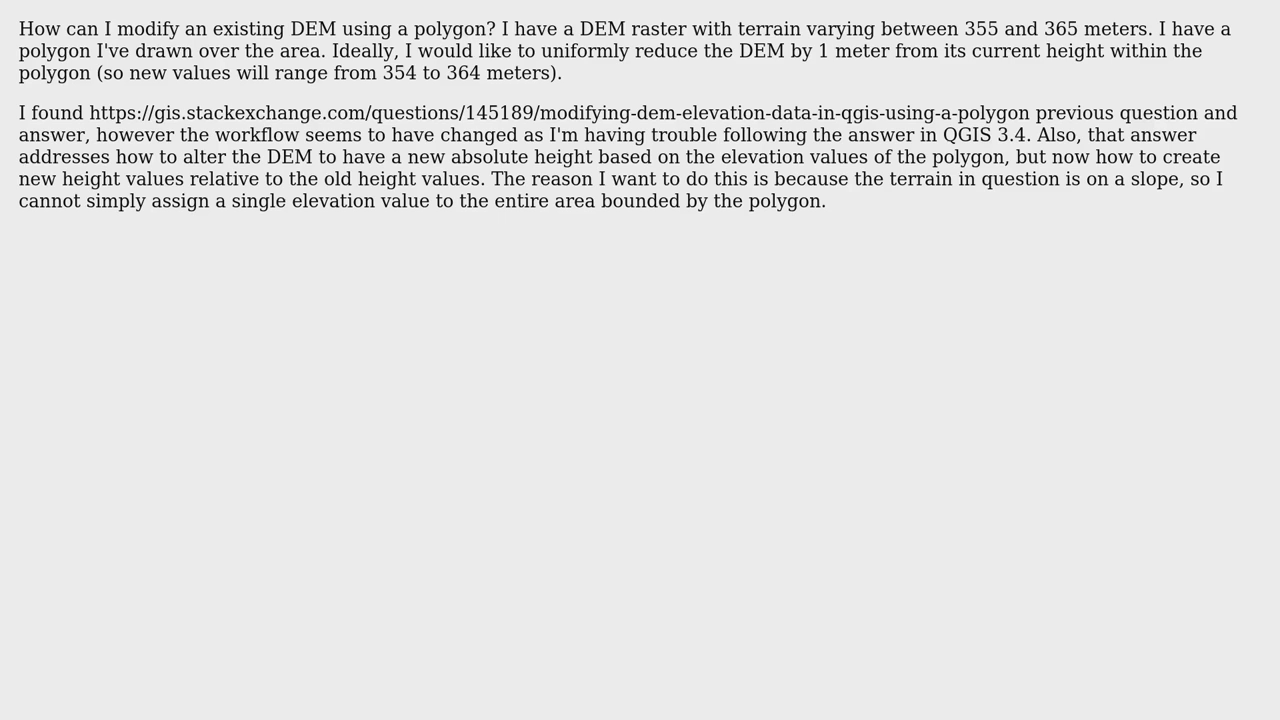 How can I modify an existing DEM using a polygon? I have a DEM raster with terrain varying between 355 and 365 meters. I have a
polygon I've drawn over the area. Ideally, I would like to uniformly reduce the DEM by 1 meter from its current height within the
polygon (so new values will range from 354 to 364 meters).
I found https://gis.stackexchange.com/questions/145189/modifying-dem-elevation-data-in-qgis-using-a-polygon previous question and
answer, however the workflow seems to have changed as I'm having trouble following the answer in QGIS 3.4. Also, that answer
addresses how to alter the DEM to have a new absolute height based on the elevation values of the polygon, but now how to create
new height values relative to the old height values. The reason I want to do this is because the terrain in question is on a slope, so I
cannot simply assign a single elevation value to the entire area bounded by the polygon.